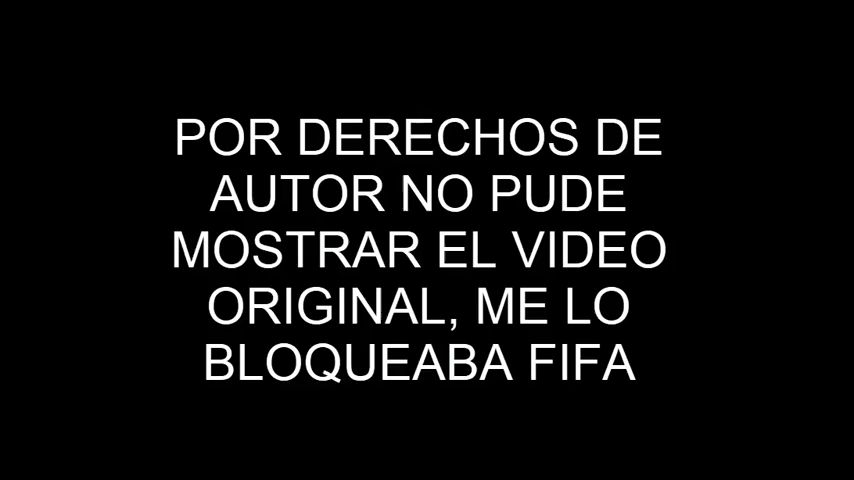 POR DERECHOS DE
AUTOR NO PUDE
MOSTRAR EL VIDEO
ORIGINAL, ME LO
BLOQUEABA FIFA